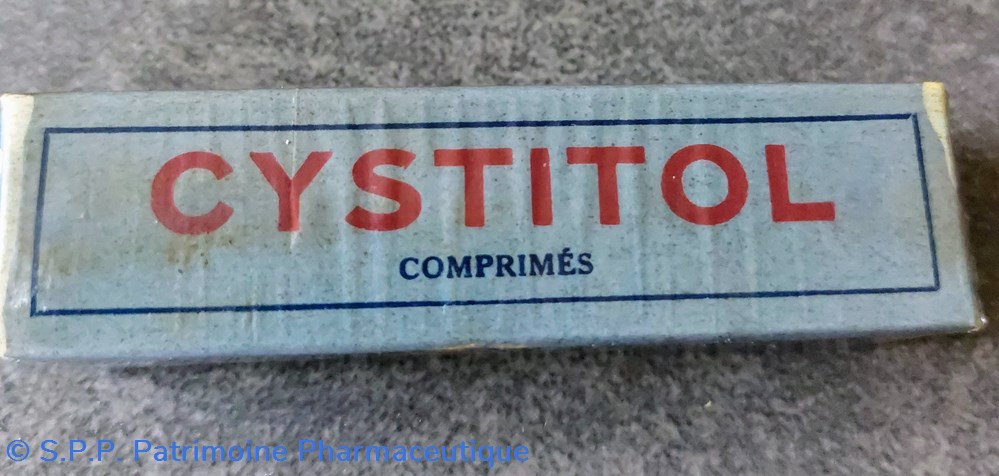 CYSTITOL
COMPRIMÉS
© S.P.P. Patrimoine Pharmaceutique